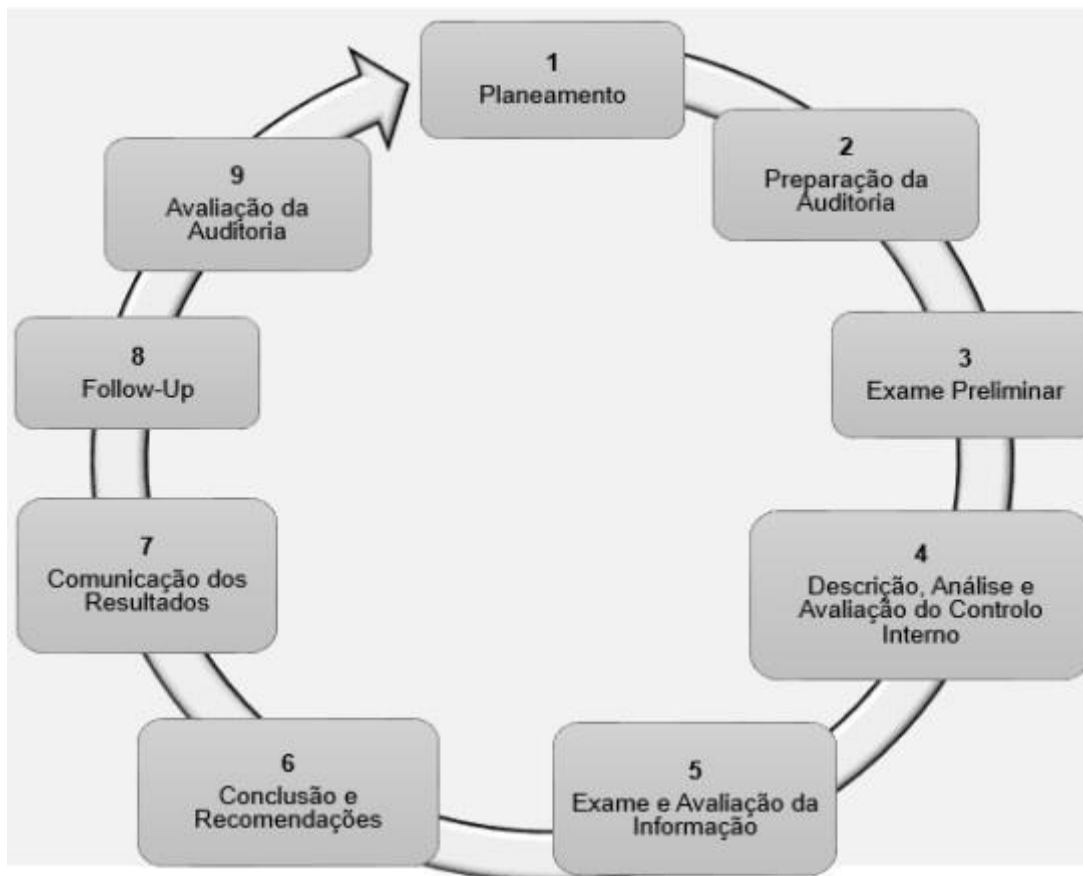 1
Planeamento
2
Preparação da
Auditoria
3
Exame Preliminar
4
Descrição, Análise e
Avaliação do Controlo
Interno
5
Exame e Avaliação da
Informação
6
Conclusão e
Recomendações
7
Comunicação dos
Resultados
8
Follow-Up
9
Avaliação da
Auditoria